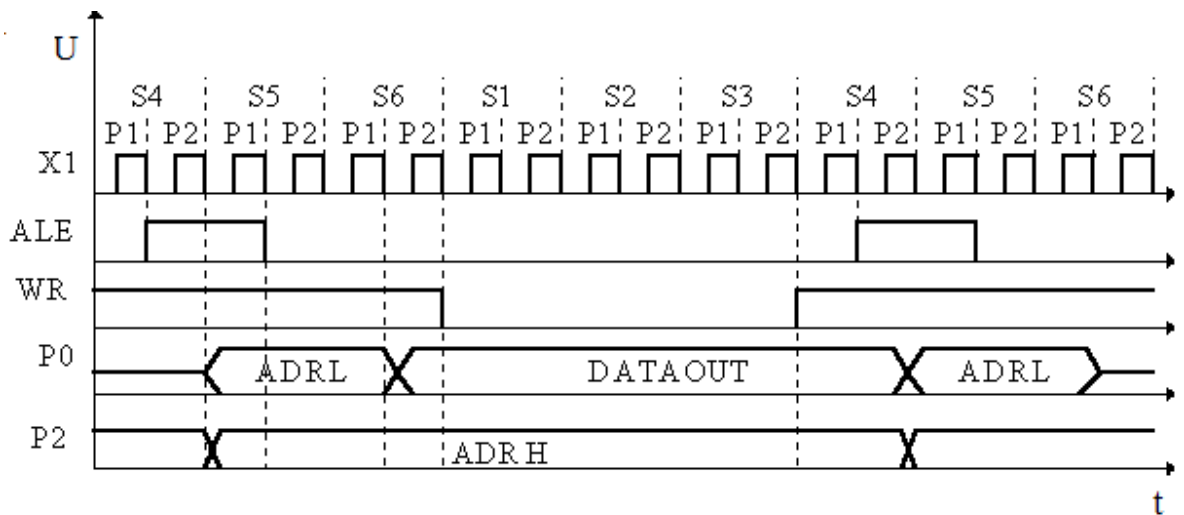 U
S4 S5 S6 S1 S2 S3 S4 S5 S6
P1 P2 P1 P2 P1 P2 P1 P2 P1 P2 P1 P2 P1 P2 P1 P2 P1 P2
X1
ALE
WR
P0 ADRL DATAOUT ADRL
P2 ADR H
t